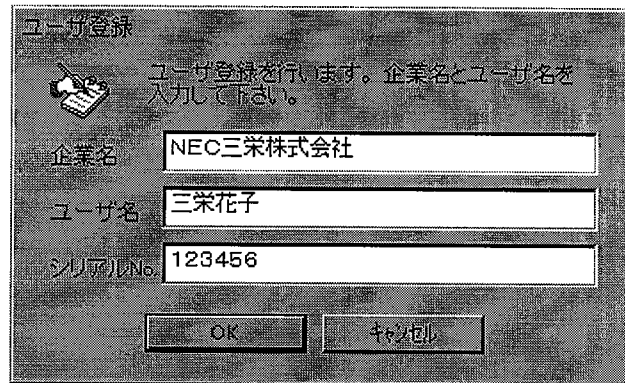 ユーザ登録
ユーザ登録を行います。企業名とユーザ名を
入力して下さい。
企業名
NEC三栄株式会社
ユーザ名
三栄花子
シリアルNo.
123456
OK
キャンセル